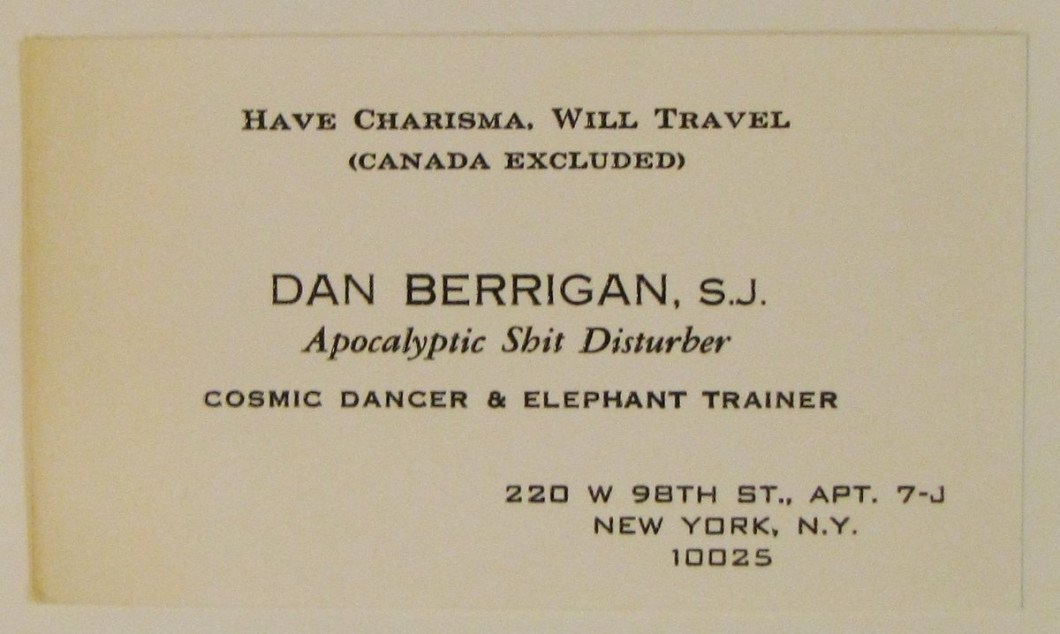 Have Charisma, Will Travel
(CANADA EXCLUDED)
DAN BERRIGAN, S.J.
Apocalyptic Shit Disturber
COSMIC DANCER & ELEPHANT TRAINER
220 W 98TH ST., APT. 7-J
NEW YORK, N.Y.
10025